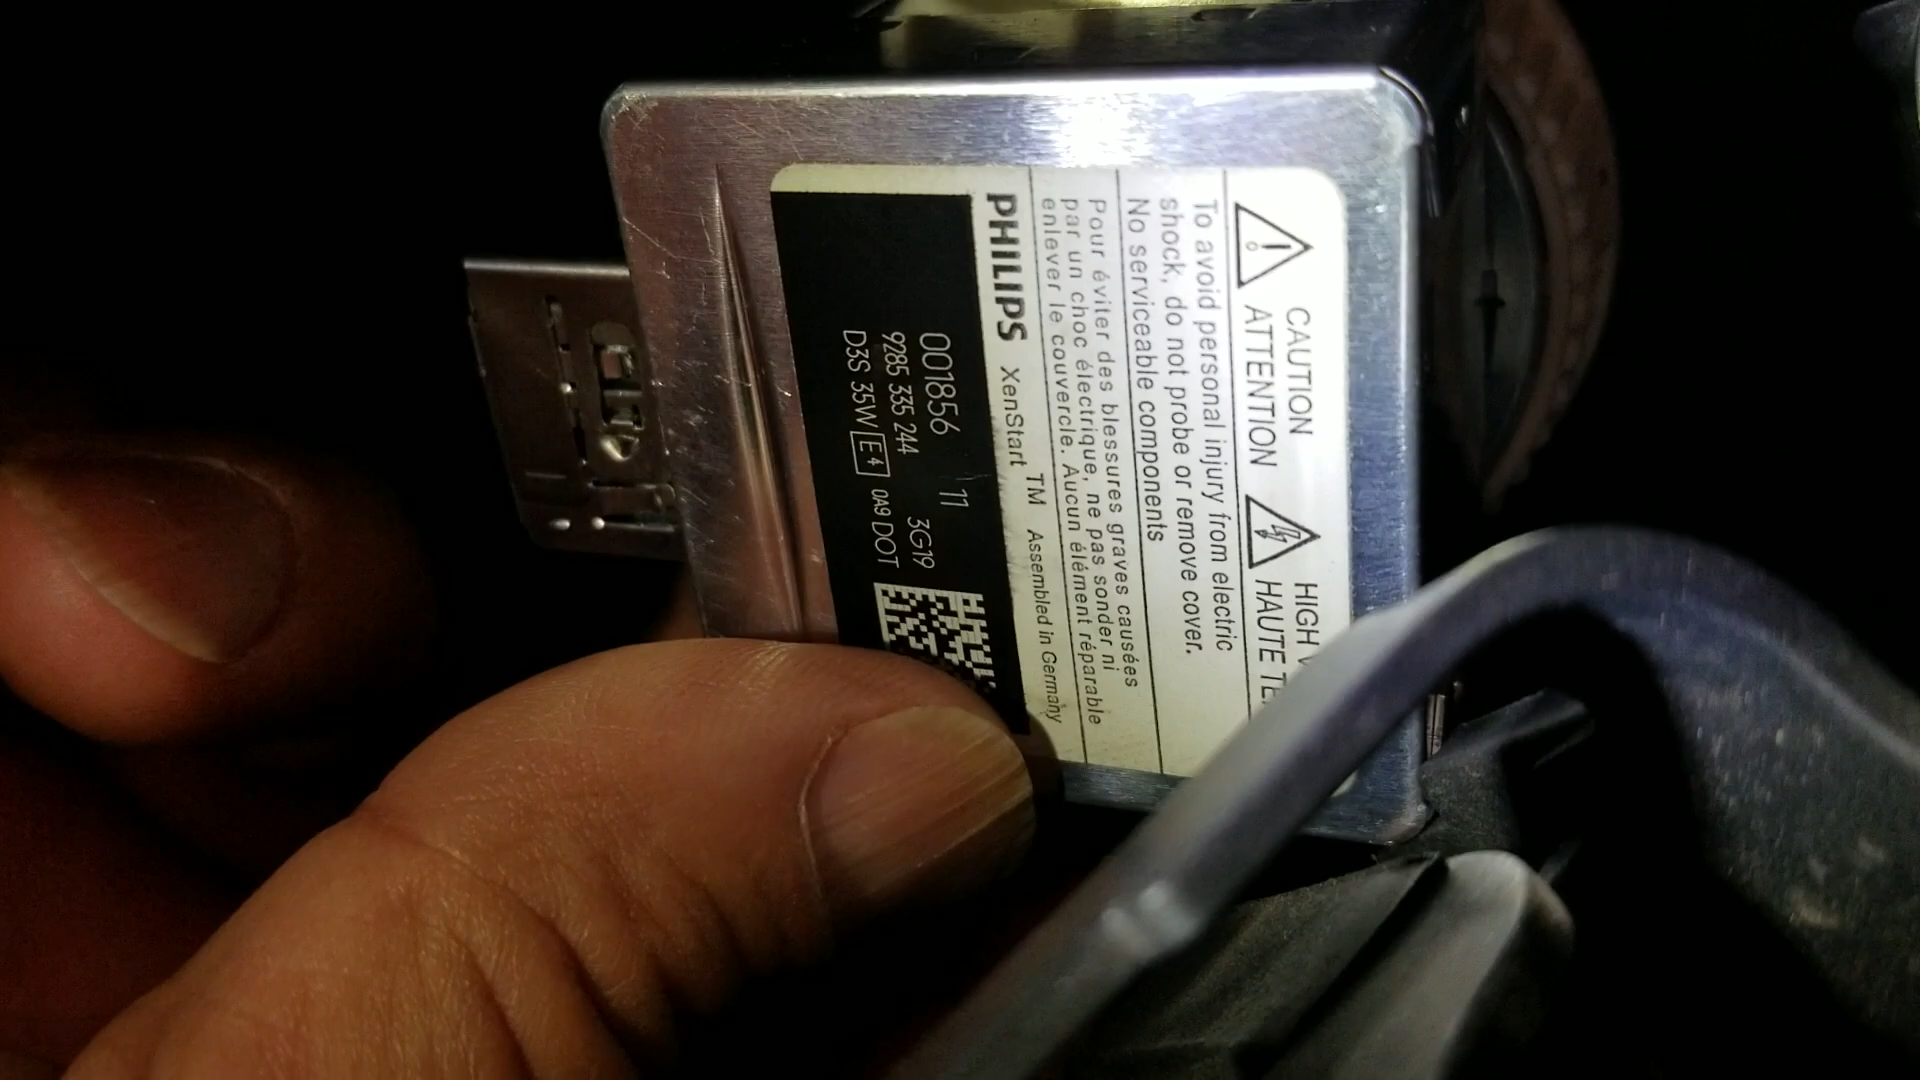 CAUTION HIGH
ATTENTION HAUTE
To avoid personal injury from electric
shock, do not probe or remove cover.
No serviceable components
Pour éviter des blessures graves causées
par un choc électrique, ne pas sonder ni
enlever le couvercle. Aucun élément réparable
PHILIPS XenStart TM Assembled in Germany
001856 11
9285 335 244 3G19
D3S 35W E4 0A9 DOT